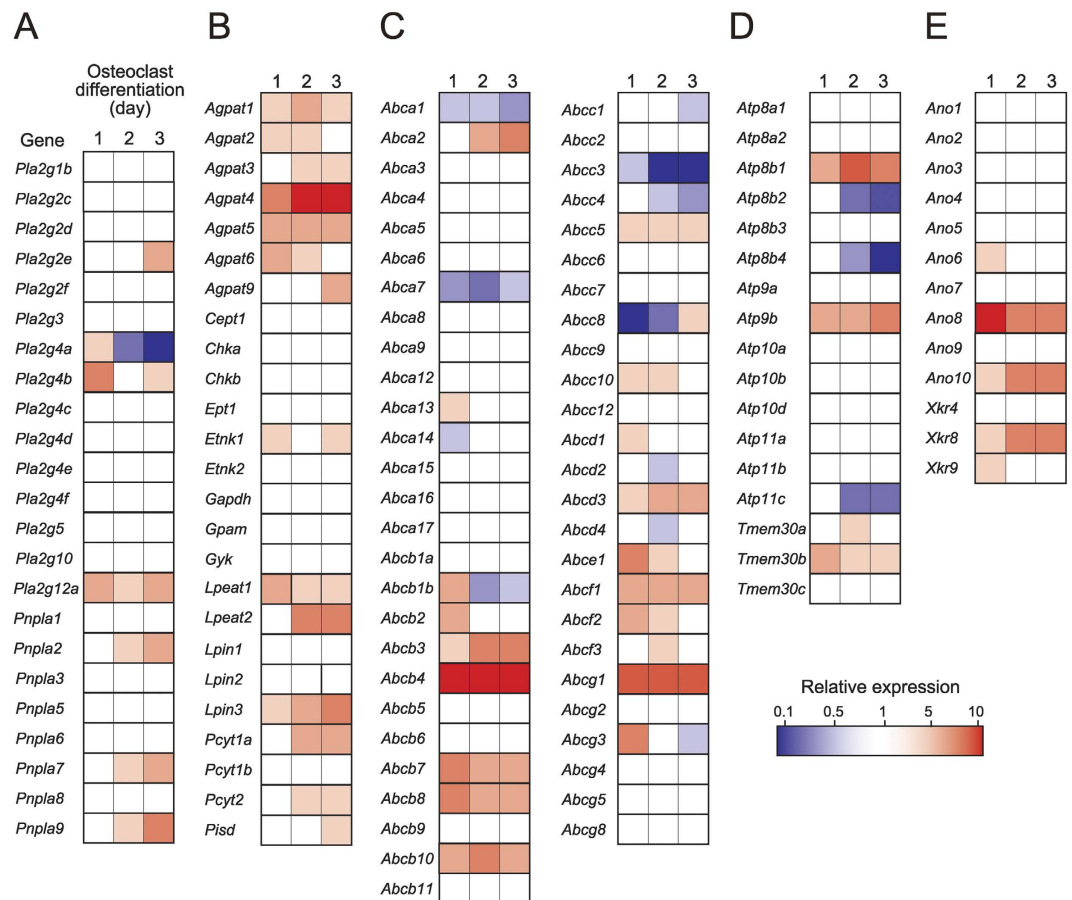 A
B
C
D
E
Osteoclast
differentiation
(day)
Gene
1 2 3
Pla2g1b
Pla2g2c
Pla2g2d
Pla2g2e
Pla2g2f
Pla2g3
Pla2g4a
Pla2g4b
Pla2g4c
Pla2g4d
Pla2g4e
Pla2g4f
Pla2g5
Pla2g10
Pla2g12a
Pnpla1
Pnpla2
Pnpla3
Pnpla5
Pnpla6
Pnpla7
Pnpla8
Pnpla9
1 2 3
Agpat1
Agpat2
Agpat3
Agpat4
Agpat5
Agpat6
Agpat9
Cept1
Chka
Chkb
Ept1
Etnk1
Etnk2
Gapdh
Gpam
Gyk
Lpeat1
Lpeat2
Lpin1
Lpin2
Lpin3
Pcyt1a
Pcyt1b
Pcyt2
Pisd
1 2 3
Abca1
Abca2
Abca3
Abca4
Abca5
Abca6
Abca7
Abca8
Abca9
Abca12
Abca13
Abca14
Abca15
Abca16
Abca17
Abcb1a
Abcb1b
Abcb2
Abcb3
Abcb4
Abcb5
Abcb6
Abcb7
Abcb8
Abcb9
Abcb10
Abcb11
1 2 3
Abcc1
Abcc2
Abcc3
Abcc4
Abcc5
Abcc6
Abcc7
Abcc8
Abcc9
Abcc10
Abcc12
Abcd1
Abcd2
Abcd3
Abcd4
Abce1
Abcf1
Abcf2
Abcf3
Abcg1
Abcg2
Abcg3
Abcg4
Abcg5
Abcg8
1 2 3
Atp8a1
Atp8a2
Atp8b1
Atp8b2
Atp8b3
Atp8b4
Atp9a
Atp9b
Atp10a
Atp10b
Atp10d
Atp11a
Atp11b
Atp11c
Tmem30a
Tmem30b
Tmem30c
1 2 3
Ano1
Ano2
Ano3
Ano4
Ano5
Ano6
Ano7
Ano8
Ano9
Ano10
Xkr4
Xkr8
Xkr9
Relative expression
0.1 0.5 1 5 10